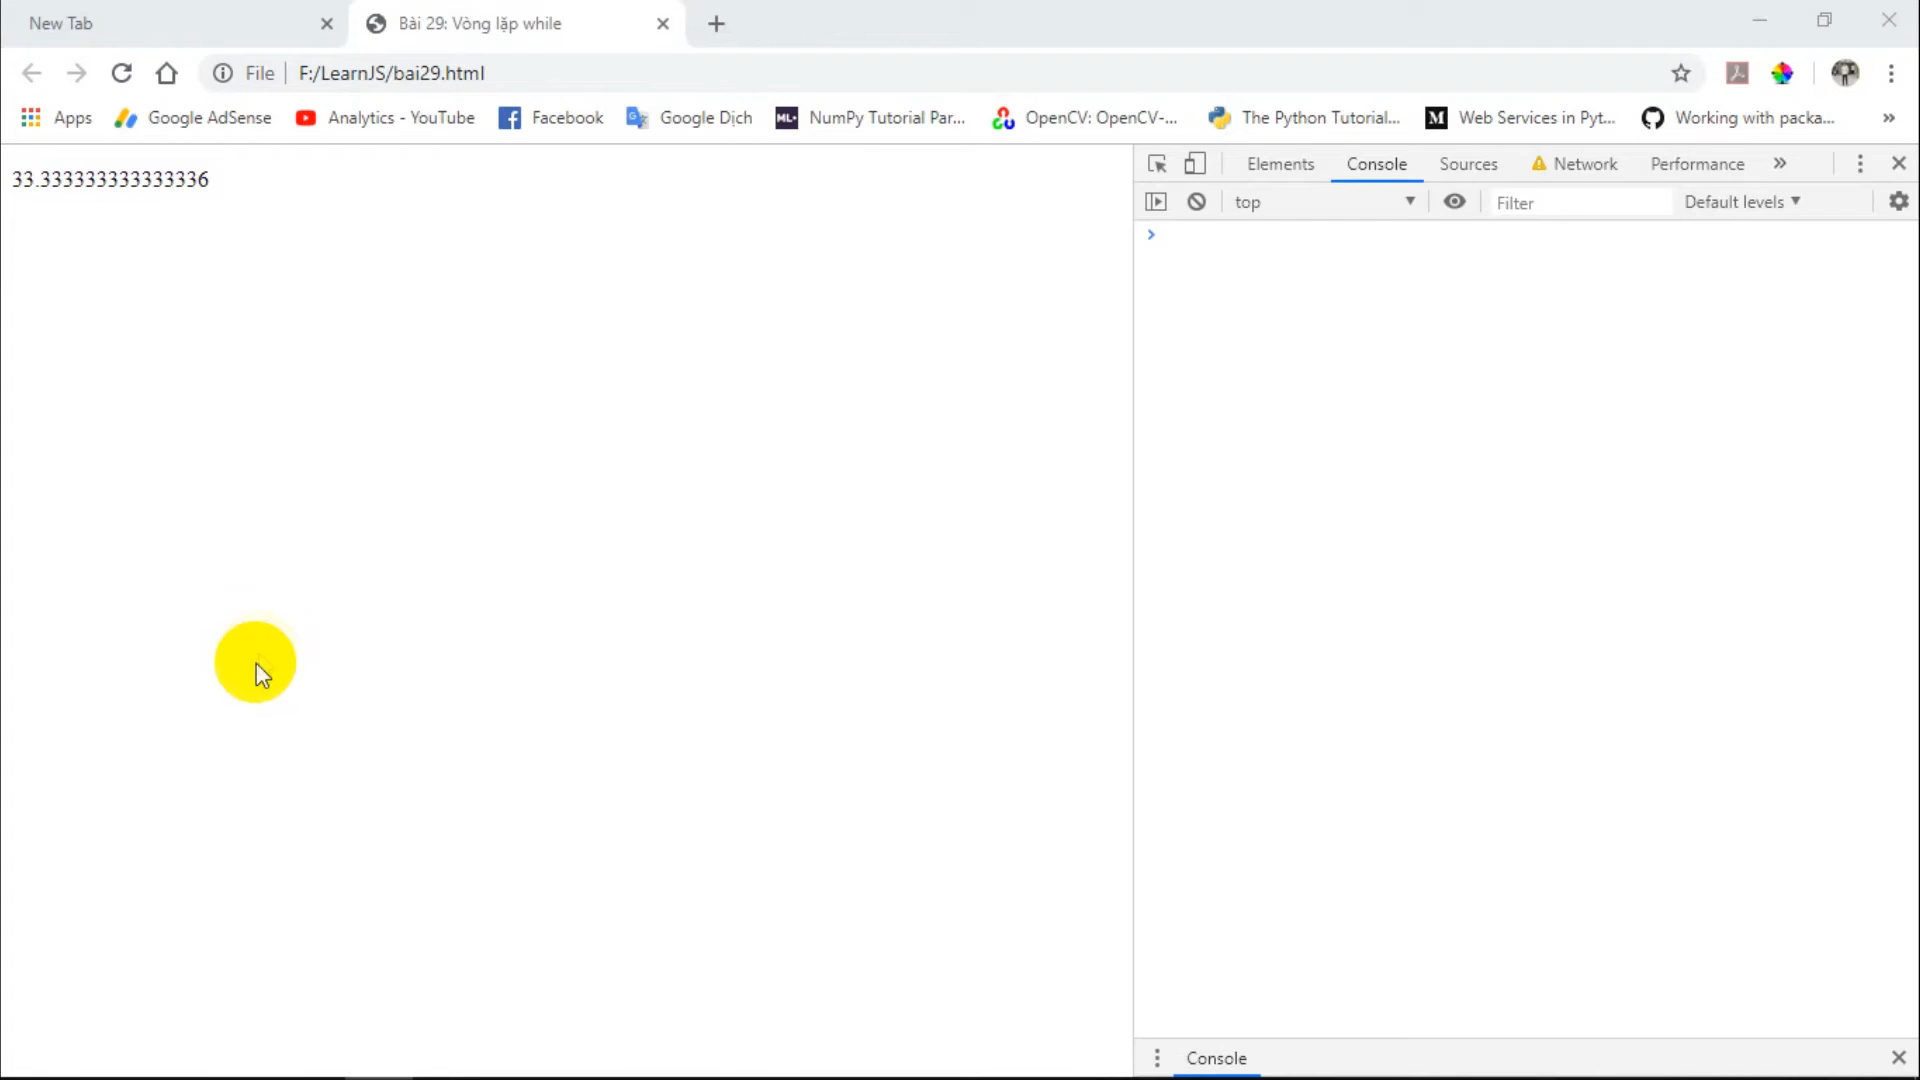 New Tab
Bài 29: Vòng lặp while
File F:/LearnJS/bai29.html
Apps Google AdSense Analytics - YouTube Facebook Google Dịch ML+ NumPy Tutorial Par... OpenCV: OpenCV-... The Python Tutorial... M Web Services in Pyt... Working with packa... »
33.333333333333336
Elements Console Sources Network Performance »
top Filter Default levels
Console